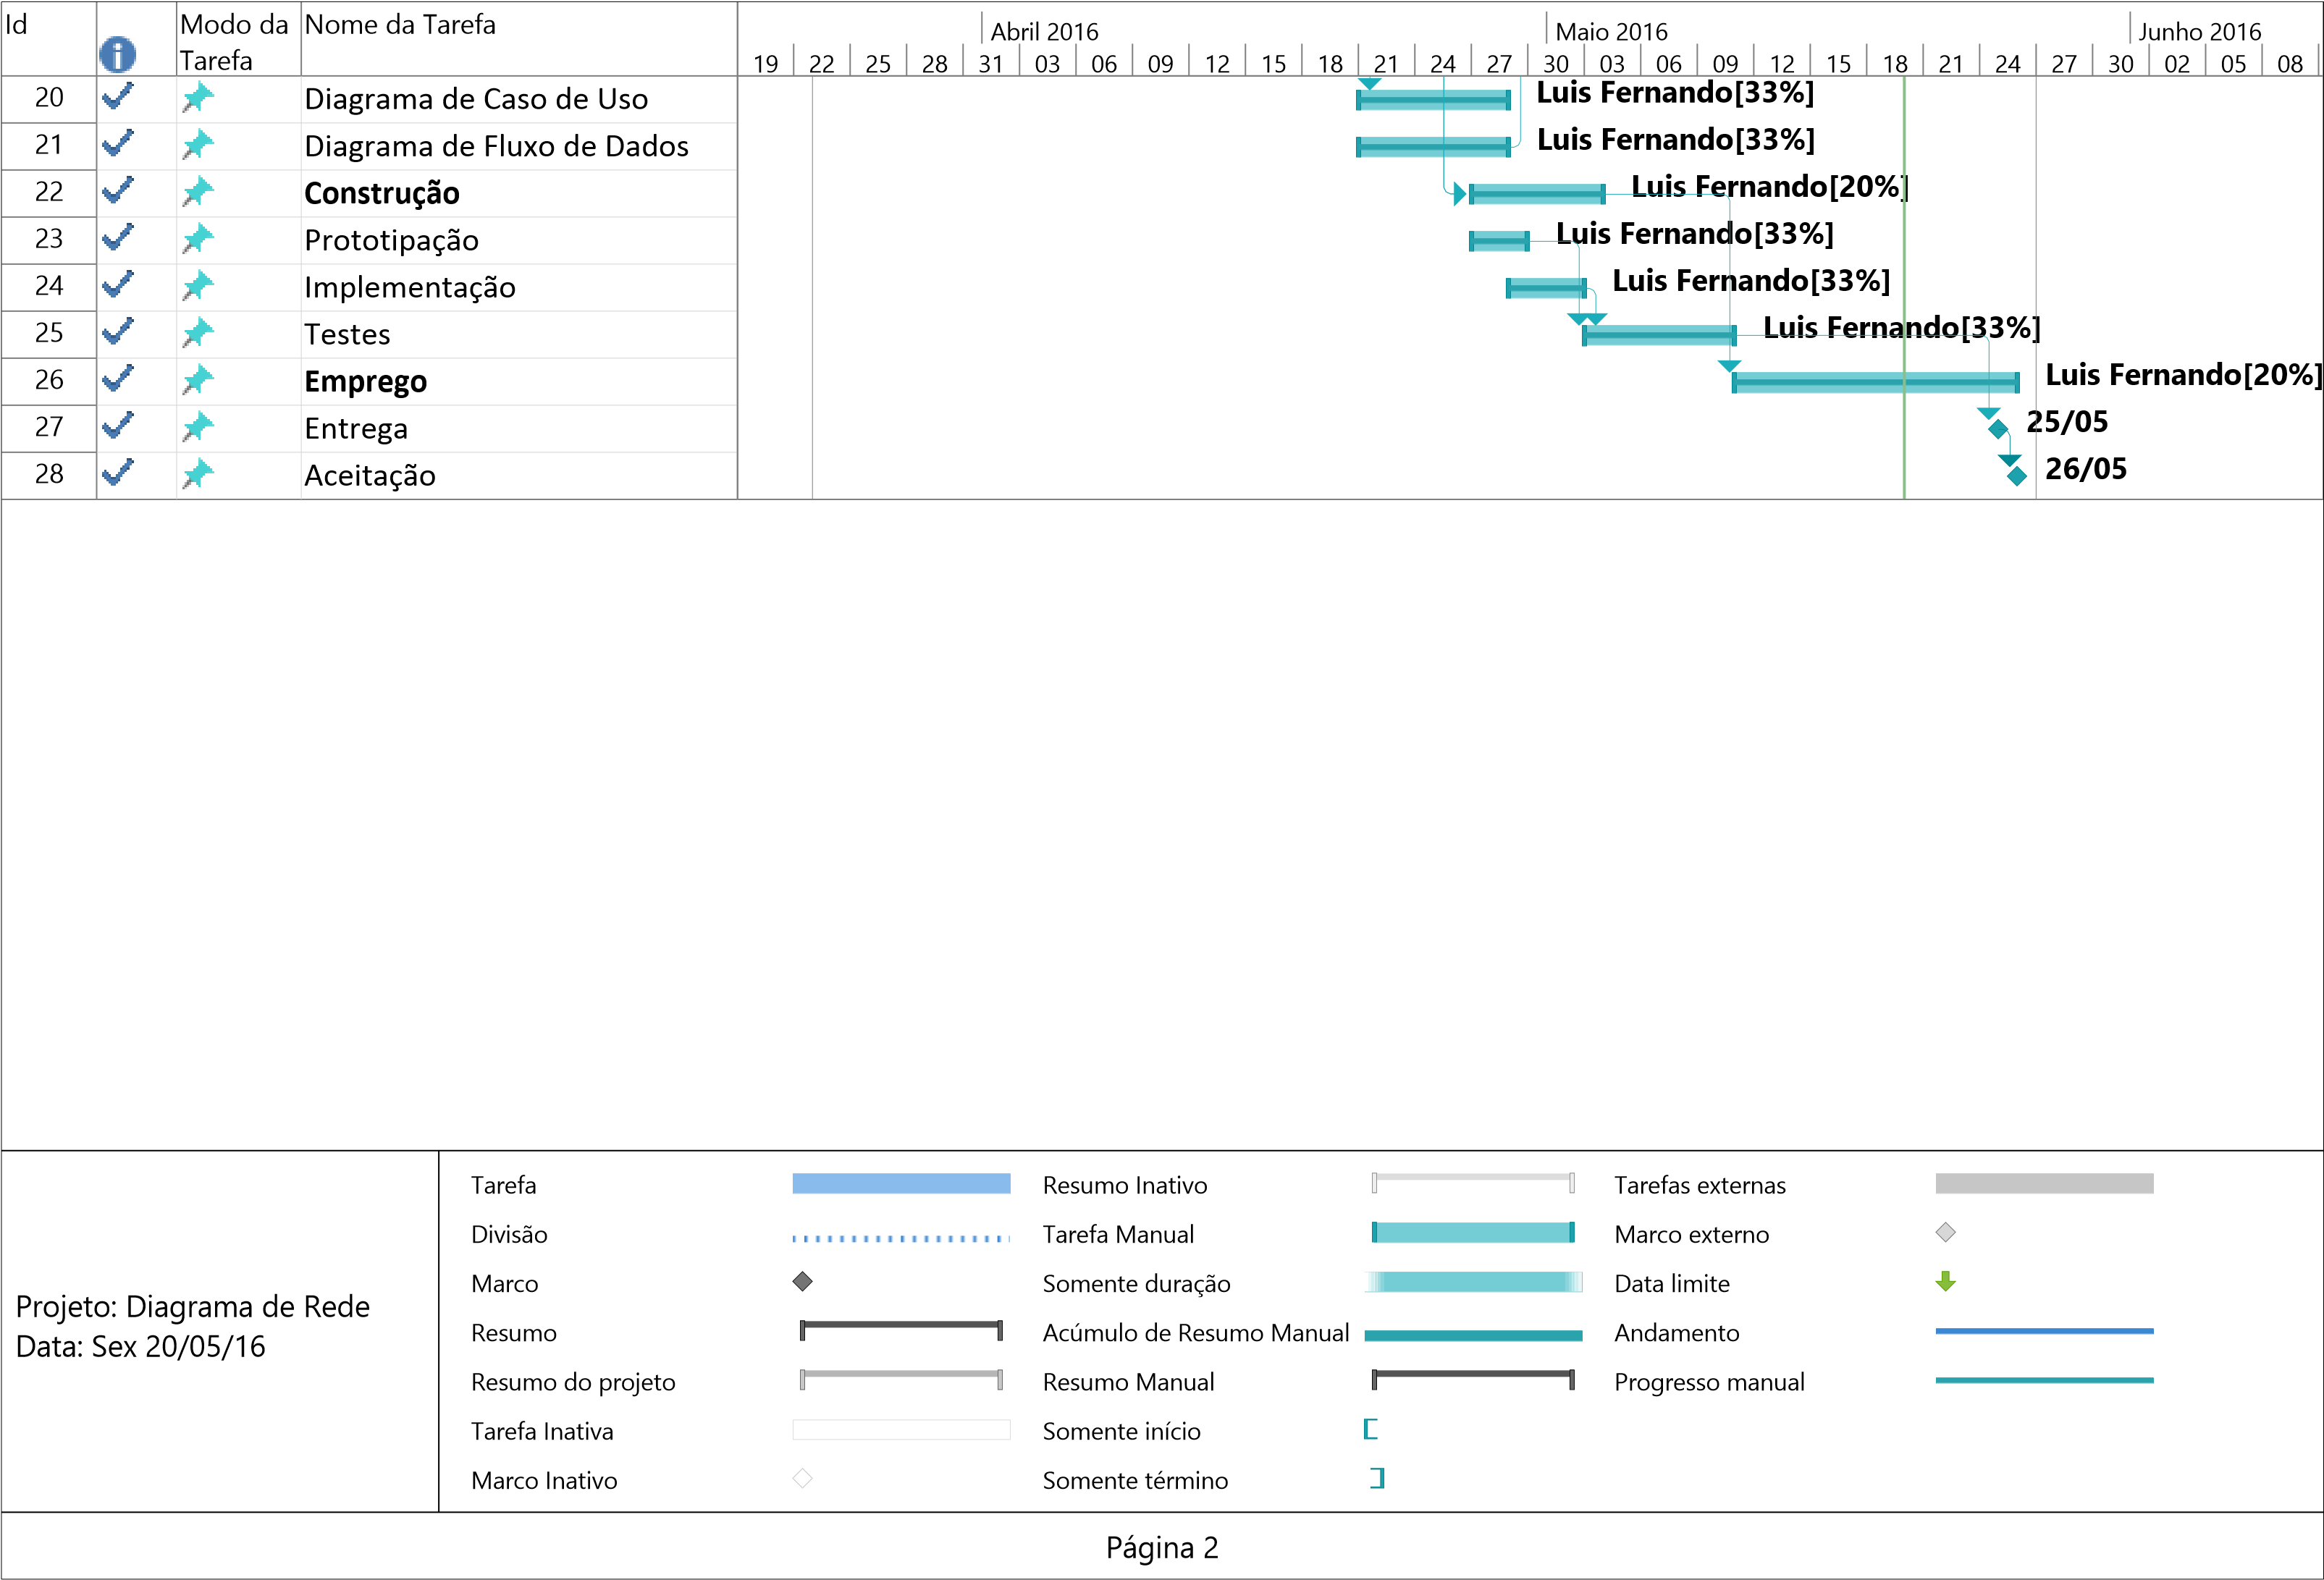 Id
Modo da
Tarefa
Nome da Tarefa
Abril 2016
Maio 2016
Junho 2016
19 22 25 28 31 03 06 09 12 15 18 21 24 27 30 03 06 09 12 15 18 21 24 27 30 02 05 08
20 Diagrama de Caso de Uso Luis Fernando[33%]
21 Diagrama de Fluxo de Dados Luis Fernando[33%]
22 Construção Luis Fernando[20%]
23 Prototipação Luis Fernando[33%]
24 Implementação Luis Fernando[33%]
25 Testes Luis Fernando[33%]
26 Emprego Luis Fernando[20%]
27 Entrega 25/05
28 Aceitação 26/05
Projeto: Diagrama de Rede
Data: Sex 20/05/16
Tarefa
Divisão
Marco
Resumo
Resumo do projeto
Tarefa Inativa
Marco Inativo
Resumo Inativo
Tarefa Manual
Somente duração
Acúmulo de Resumo Manual
Resumo Manual
Somente início
Somente término
Tarefas externas
Marco externo
Data limite
Andamento
Progresso manual
Página 2